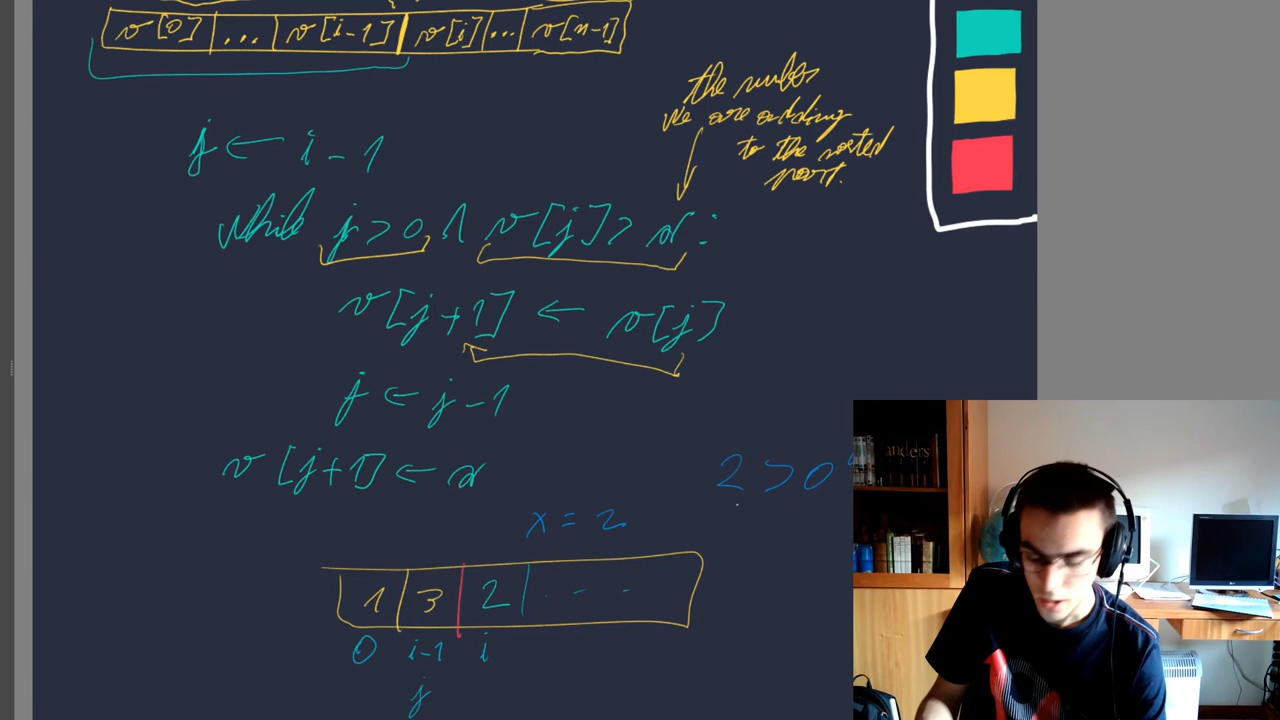 v[0] ... v[i-1] v[i] ... v[n-1]
the number
we are adding
to the sorted
part.
j ← i - 1
while j > 0 ∧ v[j] > x :
v[j+1] ← v[j]
j ← j - 1
v[j+1] ← x
2 > 0
anders
x = 2
1 3 2 . . .
0 i-1 i
j